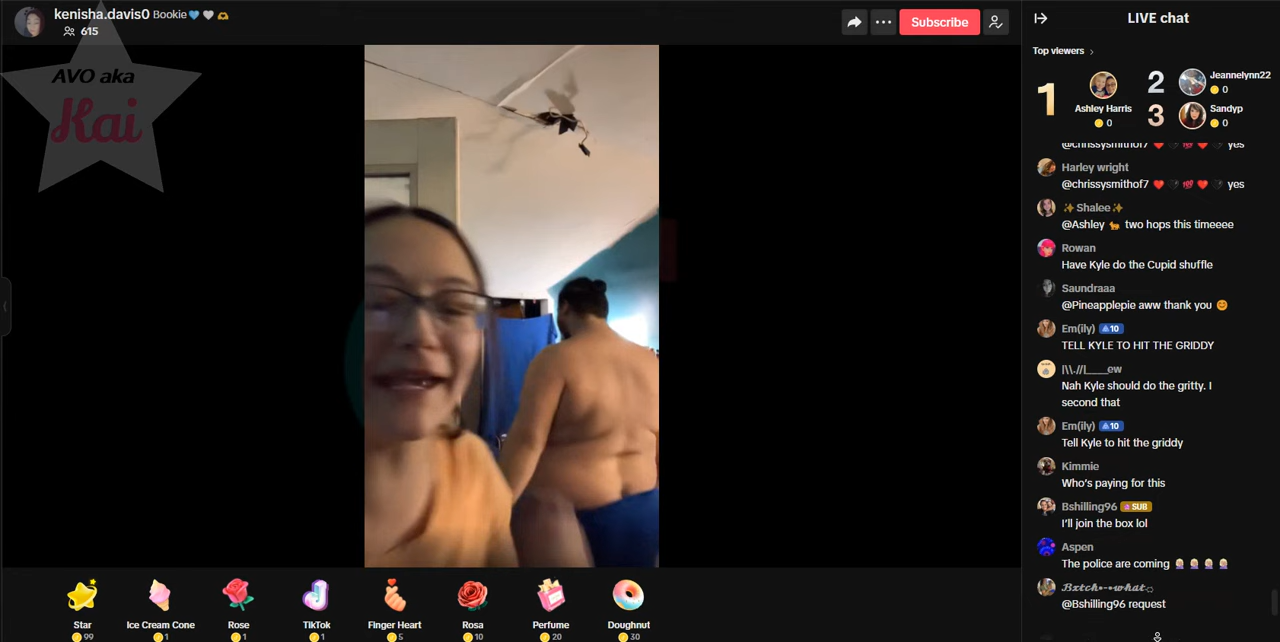 kenisha.davis0 Bookie🩵🤍🫶
615
Subscribe
AVO aka
Kai
LIVE chat
Top viewers
1
Ashley Harris
0
2
Jeannelynn22
0
3
Sandyp
0
@chrissysmithof7 ❤️🖤💯❤️🖤 yes
Harley wright
@chrissysmithof7 ❤️🖤💯❤️🖤 yes
✨Shalee✨
@Ashley 🐈 two hops this timeeee
Rowan
Have Kyle do the Cupid shuffle
Saundraaa
@Pineapplepie aww thank you 😊
Em(ily) 10
TELL KYLE TO HIT THE GRIDDY
|\\.//|____ew
Nah Kyle should do the gritty. I
second that
Em(ily) 10
Tell Kyle to hit the griddy
Kimmie
Who's paying for this
Bshilling96 SUB
I'll join the box lol
Aspen
The police are coming
𝓑𝔁𝓽𝓬𝓱•-•𝔀𝓱𝓪𝓽
@Bshilling96 request
Star
99
Ice Cream Cone
1
Rose
1
TikTok
1
Finger Heart
5
Rosa
10
Perfume
20
Doughnut
30